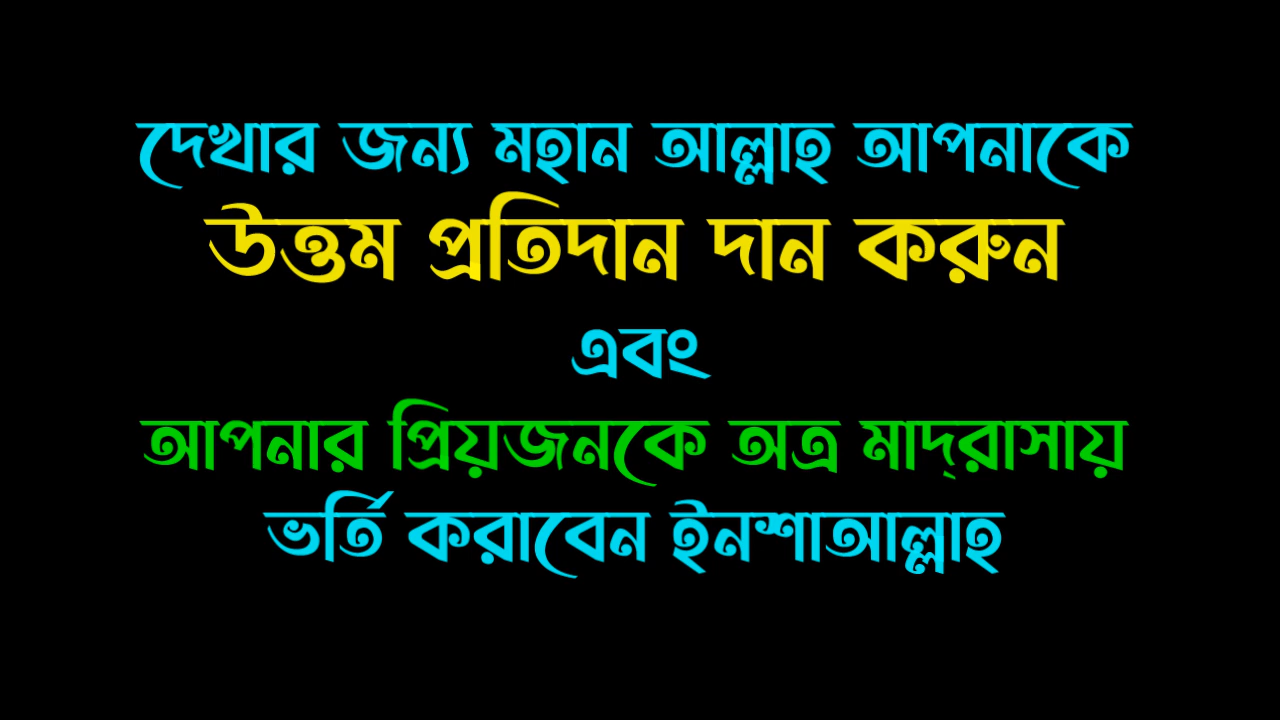 দেখার জন্য মহান আল্লাহ আপনাকে
উত্তম প্রতিদান দান করুন
এবং
আপনার প্রিয়জনকে অত্র মাদ্‌রাসায়
ভর্তি করাবেন ইনশাআল্লাহ